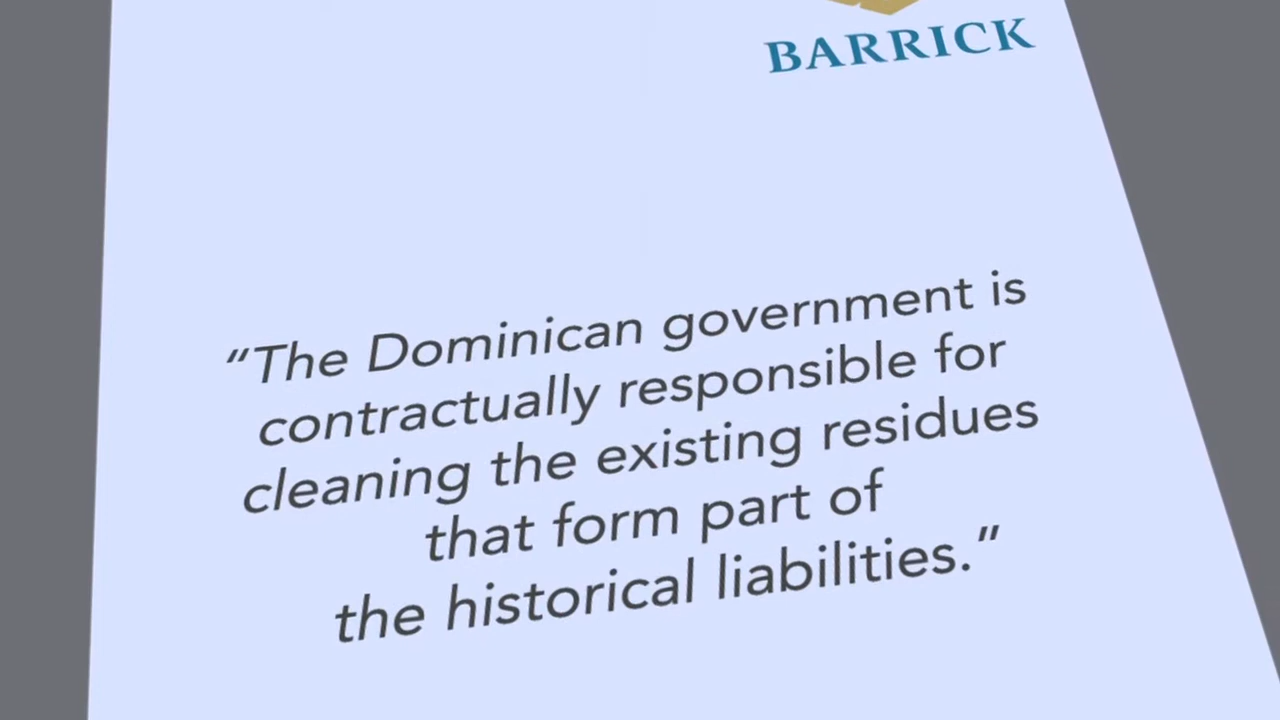 BARRICK
“The Dominican government is
contractually responsible for
cleaning the existing residues
that form part of
the historical liabilities.”